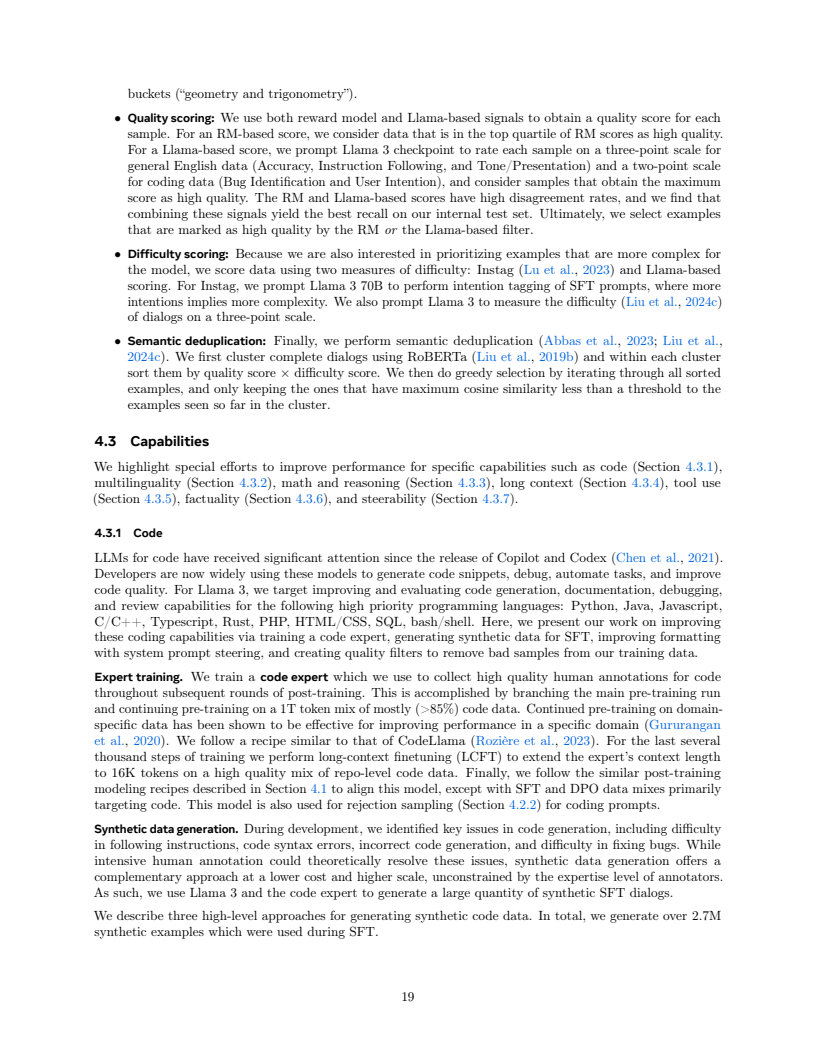 buckets (“geometry and trigonometry”).
• Quality scoring: We use both reward model and Llama-based signals to obtain a quality score for each
sample. For an RM-based score, we consider data that is in the top quartile of RM scores as high quality.
For a Llama-based score, we prompt Llama 3 checkpoint to rate each sample on a three-point scale for
general English data (Accuracy, Instruction Following, and Tone/Presentation) and a two-point scale
for coding data (Bug Identification and User Intention), and consider samples that obtain the maximum
score as high quality. The RM and Llama-based scores have high disagreement rates, and we find that
combining these signals yield the best recall on our internal test set. Ultimately, we select examples
that are marked as high quality by the RM or the Llama-based filter.
• Difficulty scoring: Because we are also interested in prioritizing examples that are more complex for
the model, we score data using two measures of difficulty: Instag (Lu et al., 2023) and Llama-based
scoring. For Instag, we prompt Llama 3 70B to perform intention tagging of SFT prompts, where more
intentions implies more complexity. We also prompt Llama 3 to measure the difficulty (Liu et al., 2024c)
of dialogs on a three-point scale.
• Semantic deduplication: Finally, we perform semantic deduplication (Abbas et al., 2023; Liu et al.,
2024c). We first cluster complete dialogs using RoBERTa (Liu et al., 2019b) and within each cluster
sort them by quality score × difficulty score. We then do greedy selection by iterating through all sorted
examples, and only keeping the ones that have maximum cosine similarity less than a threshold to the
examples seen so far in the cluster.
4.3 Capabilities
We highlight special efforts to improve performance for specific capabilities such as code (Section 4.3.1),
multilinguality (Section 4.3.2), math and reasoning (Section 4.3.3), long context (Section 4.3.4), tool use
(Section 4.3.5), factuality (Section 4.3.6), and steerability (Section 4.3.7).
4.3.1 Code
LLMs for code have received significant attention since the release of Copilot and Codex (Chen et al., 2021).
Developers are now widely using these models to generate code snippets, debug, automate tasks, and improve
code quality. For Llama 3, we target improving and evaluating code generation, documentation, debugging,
and review capabilities for the following high priority programming languages: Python, Java, Javascript,
C/C++, Typescript, Rust, PHP, HTML/CSS, SQL, bash/shell. Here, we present our work on improving
these coding capabilities via training a code expert, generating synthetic data for SFT, improving formatting
with system prompt steering, and creating quality filters to remove bad samples from our training data.
Expert training. We train a code expert which we use to collect high quality human annotations for code
throughout subsequent rounds of post-training. This is accomplished by branching the main pre-training run
and continuing pre-training on a 1T token mix of mostly (>85%) code data. Continued pre-training on domain-
specific data has been shown to be effective for improving performance in a specific domain (Gururangan
et al., 2020). We follow a recipe similar to that of CodeLlama (Rozière et al., 2023). For the last several
thousand steps of training we perform long-context finetuning (LCFT) to extend the expert’s context length
to 16K tokens on a high quality mix of repo-level code data. Finally, we follow the similar post-training
modeling recipes described in Section 4.1 to align this model, except with SFT and DPO data mixes primarily
targeting code. This model is also used for rejection sampling (Section 4.2.2) for coding prompts.
Synthetic data generation. During development, we identified key issues in code generation, including difficulty
in following instructions, code syntax errors, incorrect code generation, and difficulty in fixing bugs. While
intensive human annotation could theoretically resolve these issues, synthetic data generation offers a
complementary approach at a lower cost and higher scale, unconstrained by the expertise level of annotators.
As such, we use Llama 3 and the code expert to generate a large quantity of synthetic SFT dialogs.
We describe three high-level approaches for generating synthetic code data. In total, we generate over 2.7M
synthetic examples which were used during SFT.
19